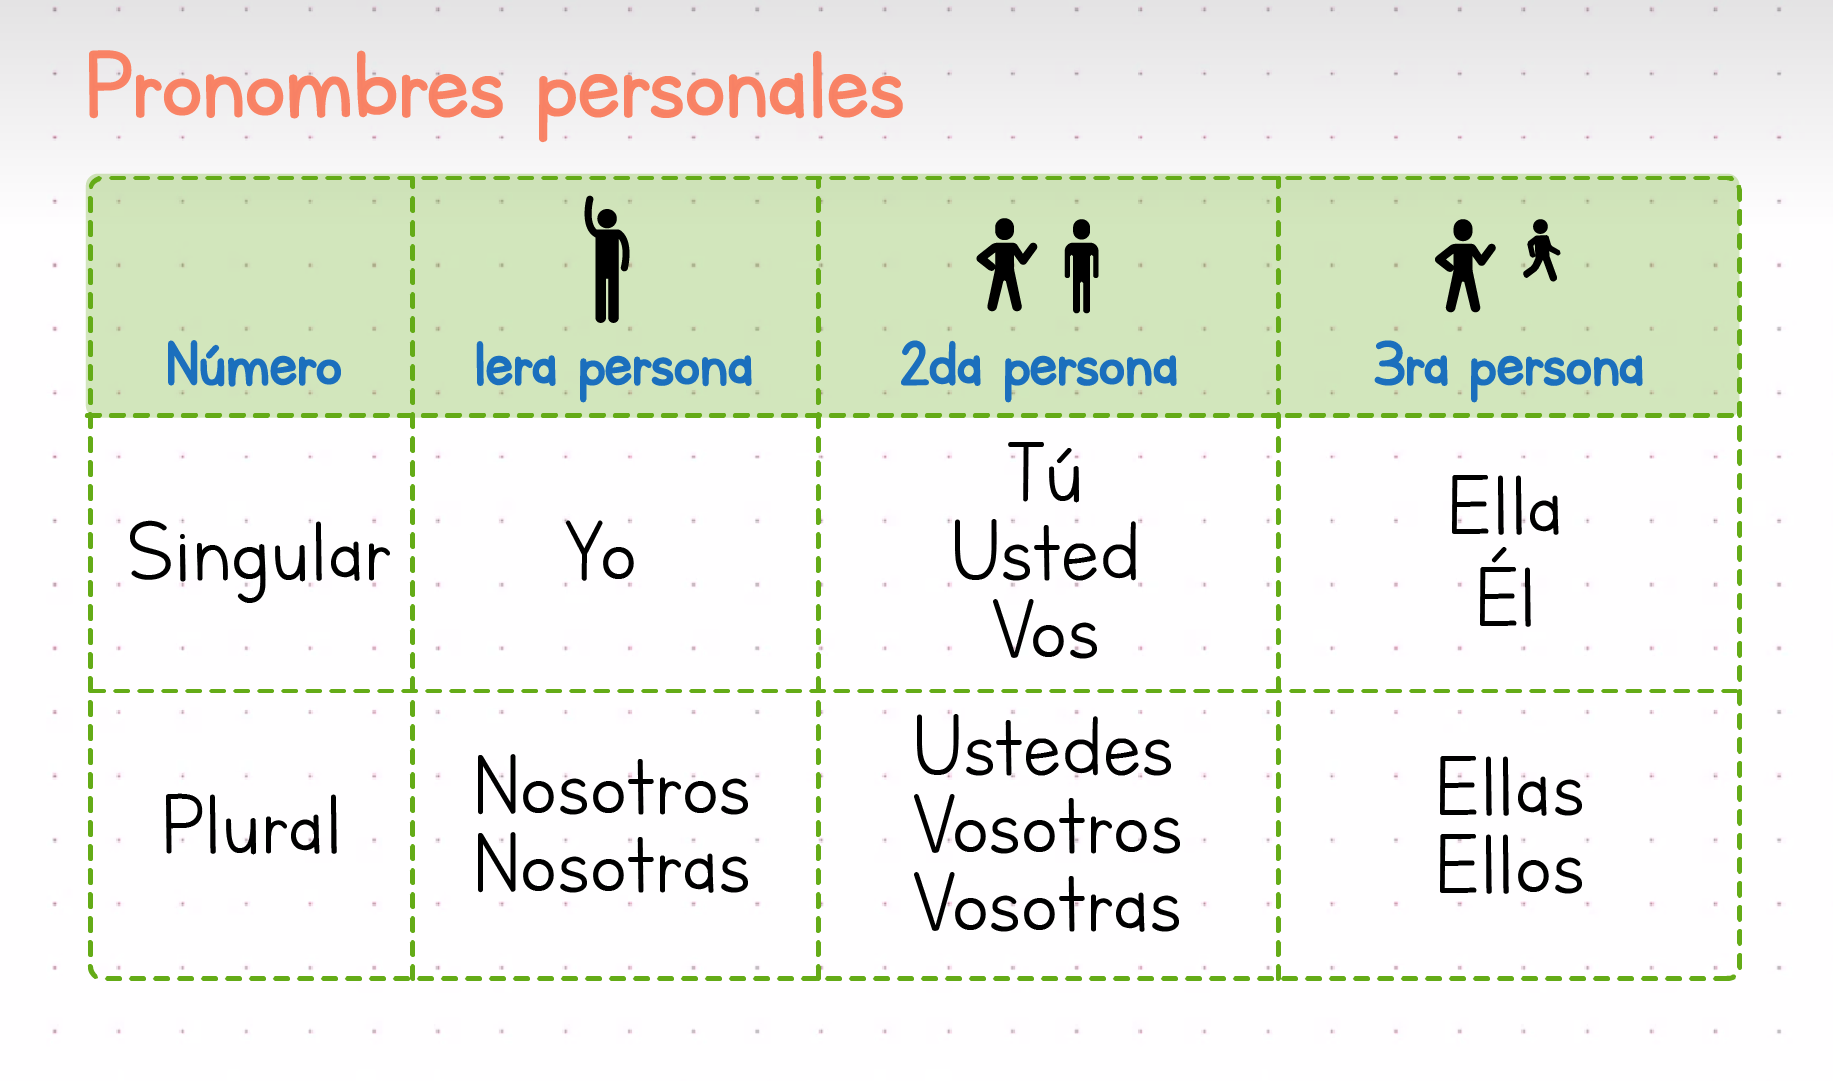 Pronombres personales
Número
1era persona
2da persona
3ra persona
Singular
Yo
Tú
Usted
Vos
Ella
Él
Plural
Nosotros
Nosotras
Ustedes
Vosotros
Vosotras
Ellas
Ellos